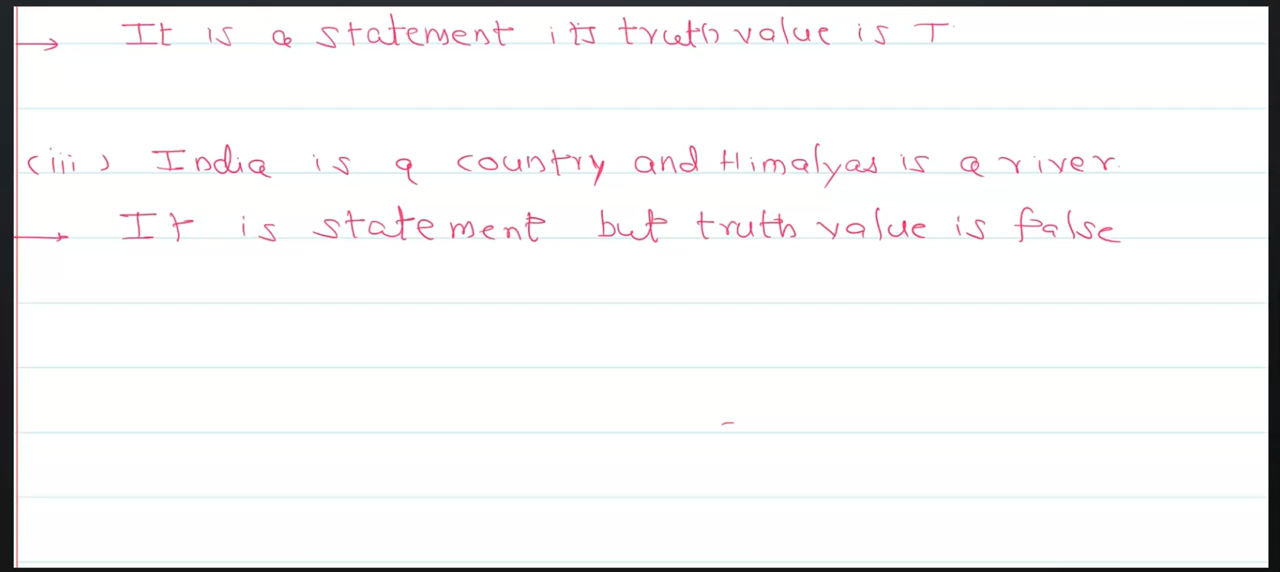 → It is a statement its truth value is T
(iii) India is a country and Himalyas is a river.
→ It is statement but truth value is false